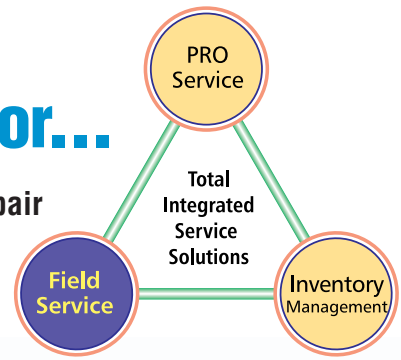 PRO
Service
or...
pair
Total
Integrated
Service
Solutions
Field
Service
Inventory
Management